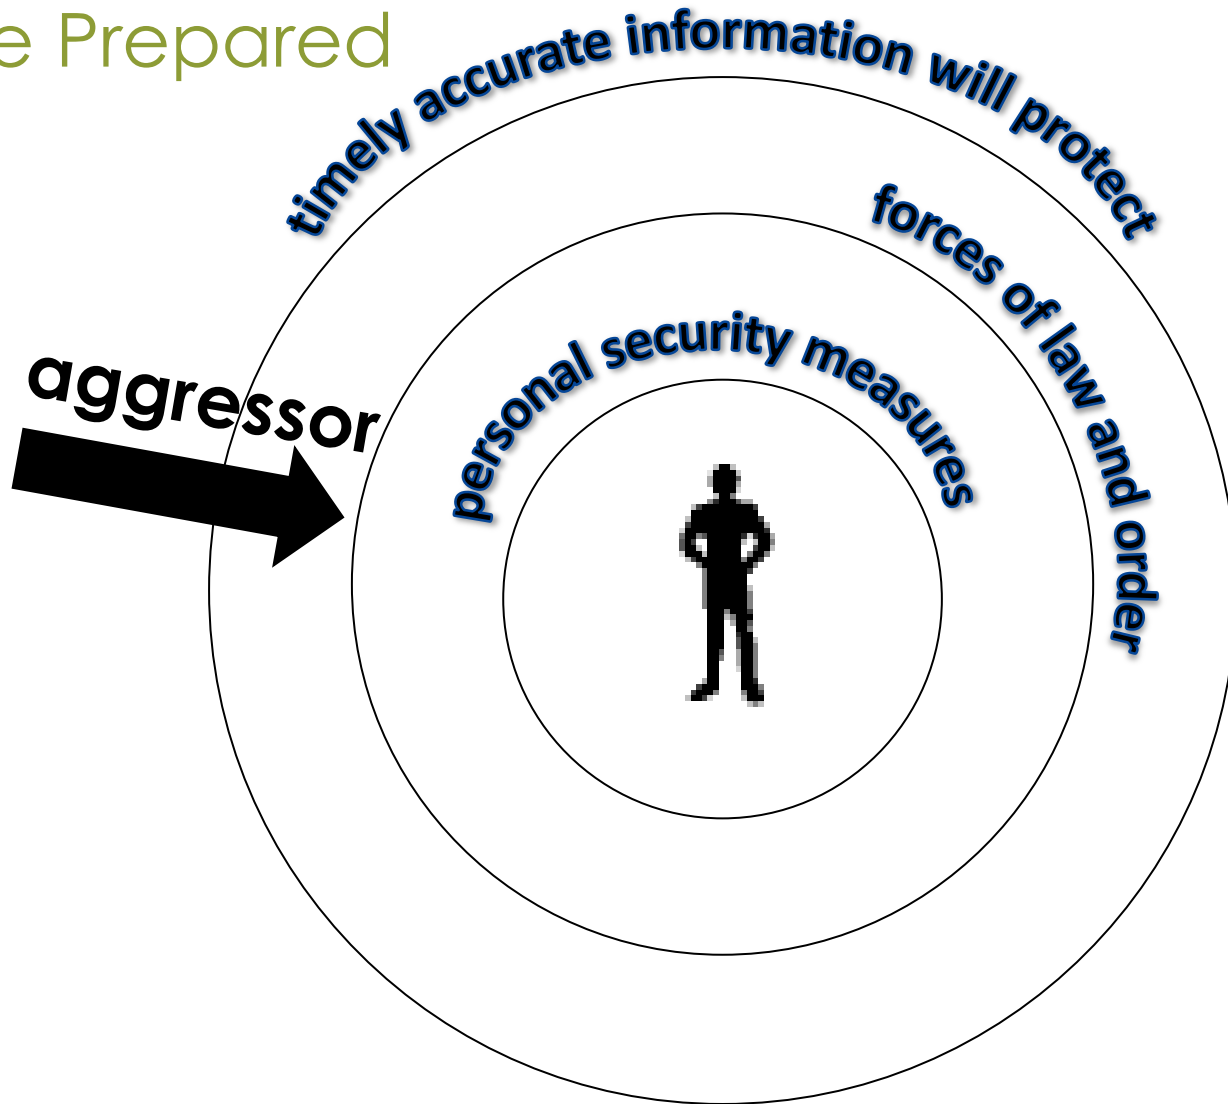 e Prepared
timely accurate information will protect
forces of law and order
personal security measures
aggressor